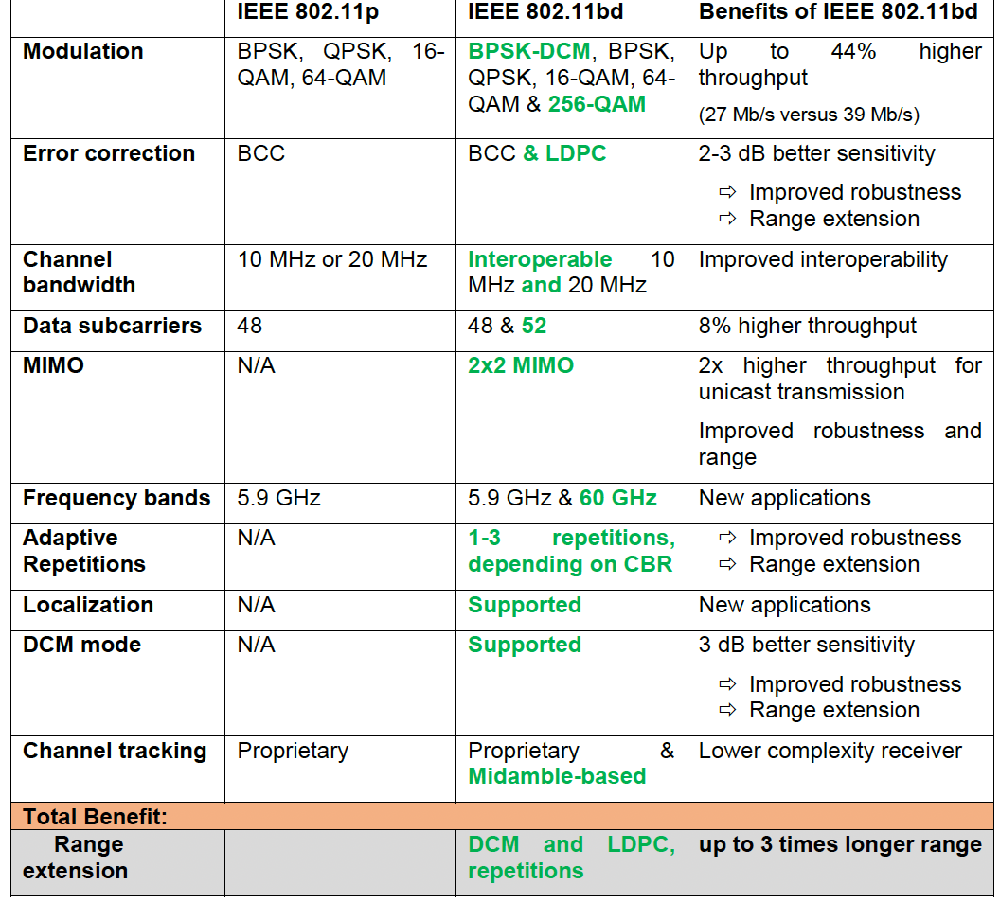 IEEE 802.11p IEEE 802.11bd Benefits of IEEE 802.11bd
Modulation BPSK, QPSK, 16- BPSK-DCM, BPSK, Up to 44% higher
QAM, 64-QAM QPSK, 16-QAM, 64- throughput
QAM & 256-QAM (27 Mb/s versus 39 Mb/s)
Error correction BCC BCC & LDPC 2-3 dB better sensitivity
⇨ Improved robustness
⇨ Range extension
Channel 10 MHz or 20 MHz Interoperable 10 Improved interoperability
bandwidth MHz and 20 MHz
Data subcarriers 48 48 & 52 8% higher throughput
MIMO N/A 2x2 MIMO 2x higher throughput for
unicast transmission
Improved robustness and
range
Frequency bands 5.9 GHz 5.9 GHz & 60 GHz New applications
Adaptive N/A 1-3 repetitions, ⇨ Improved robustness
Repetitions depending on CBR ⇨ Range extension
Localization N/A Supported New applications
DCM mode N/A Supported 3 dB better sensitivity
⇨ Improved robustness
⇨ Range extension
Channel tracking Proprietary Proprietary & Lower complexity receiver
Midamble-based
Total Benefit:
Range DCM and LDPC, up to 3 times longer range
extension repetitions